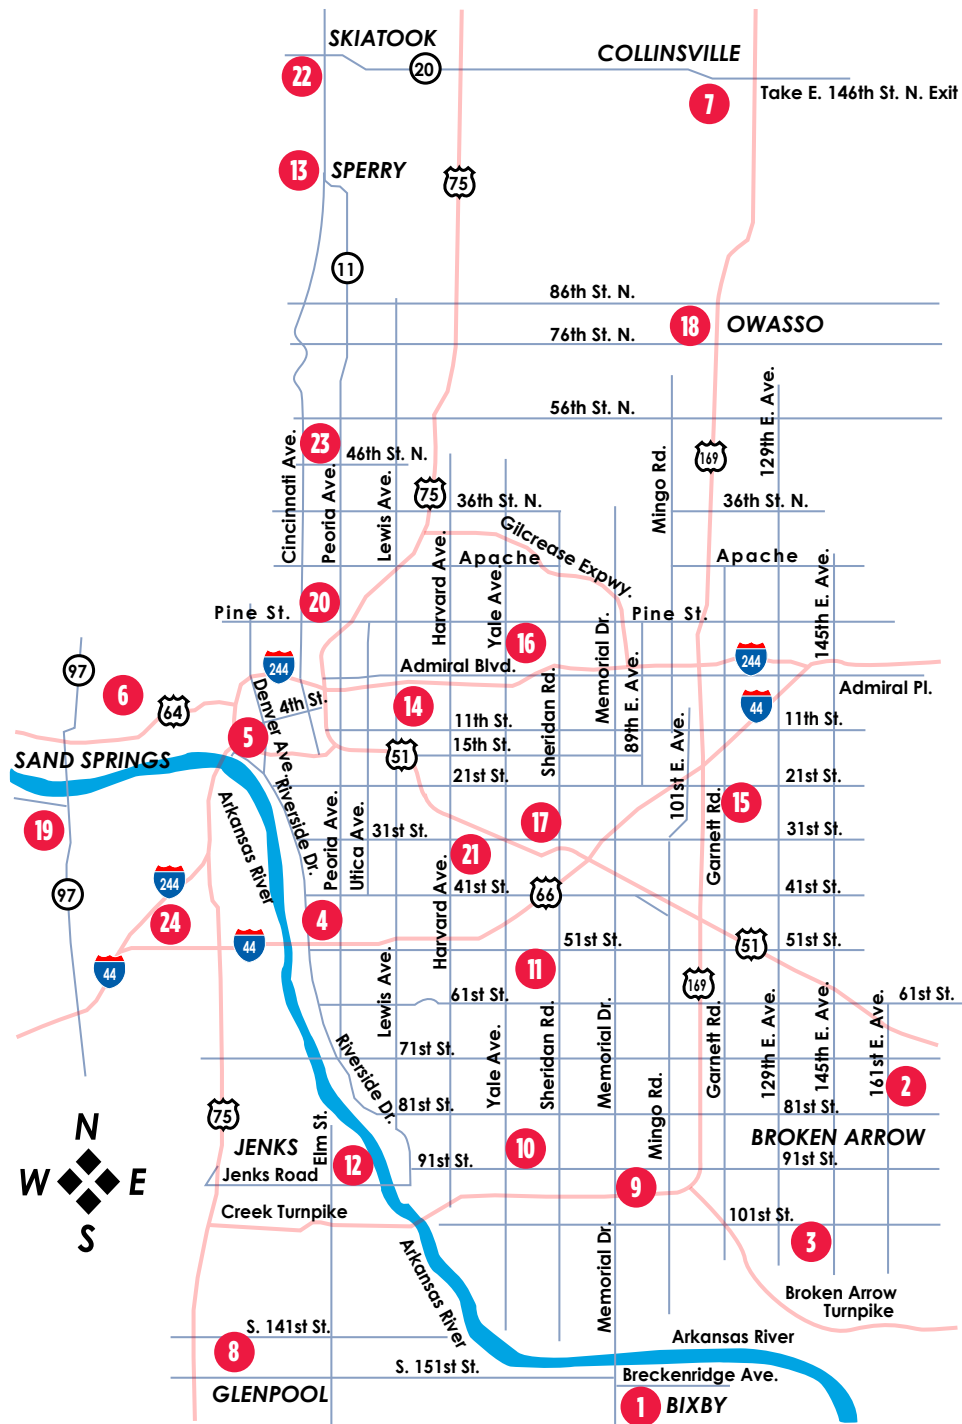 SKIATOOK
COLLINSVILLE
20
22
7
Take E. 146th St. N. Exit
13
SPERRY
75
11
86th St. N.
18
OWASSO
76th St. N.
56th St. N.
129th E. Ave.
Cincinnati Ave.
23
46th St. N.
Peoria Ave.
Lewis Ave.
75
Mingo Rd.
169
36th St. N.
36th St. N.
Gilcrease Expwy.
Harvard Ave.
Apache
Apache
Yale Ave.
145th E. Ave.
20
Pine St.
Pine St.
Memorial Dr.
16
97
6
244
Admiral Blvd.
244
Admiral Pl.
64
Denver Ave
4th St.
14
Sheridan Rd.
89th E. Ave.
44
5
11th St.
11th St.
SAND SPRINGS
51
15th St.
101st E. Ave.
21st St.
21st St.
Arkansas River
Riverside Dr.
Peoria Ave.
Utica Ave.
15
Garnett Rd.
19
31st St.
17
31st St.
21
244
97
Harvard Ave.
41st St.
66
41st St.
24
4
44
44
51st St.
51
51st St.
11
Lewis Ave.
61st St.
169
61st St.
Riverside Dr.
71st St.
Yale Ave.
Sheridan Rd.
Memorial Dr.
Garnett Rd.
129th E. Ave.
145th E. Ave.
161st E. Ave.
2
75
81st St.
81st St.
Mingo Rd.
N
JENKS
Elm St.
10
BROKEN ARROW
12
91st St.
91st St.
Jenks Road
W
E
9
Creek Turnpike
101st St.
S
3
Arkansas River
Memorial Dr.
Broken Arrow
Turnpike
S. 141st St.
Arkansas River
8
S. 151st St.
Breckenridge Ave.
GLENPOOL
1
BIXBY